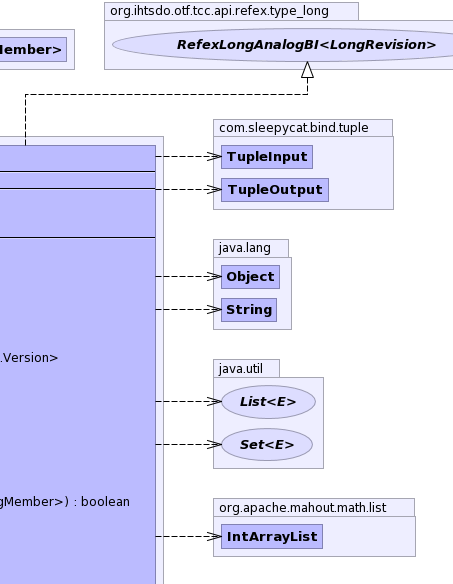 org.ihtsdo.otf.tcc.api.refex.type_long
Member>
RefexLongAnalogBI<LongRevision>
com.sleepycat.bind.tuple
TupleInput
TupleOutput
java.lang
Object
String
.Version>
java.util
List<E>
Set<E>
gMember>) : boolean
org.apache.mahout.math.list
IntArrayList